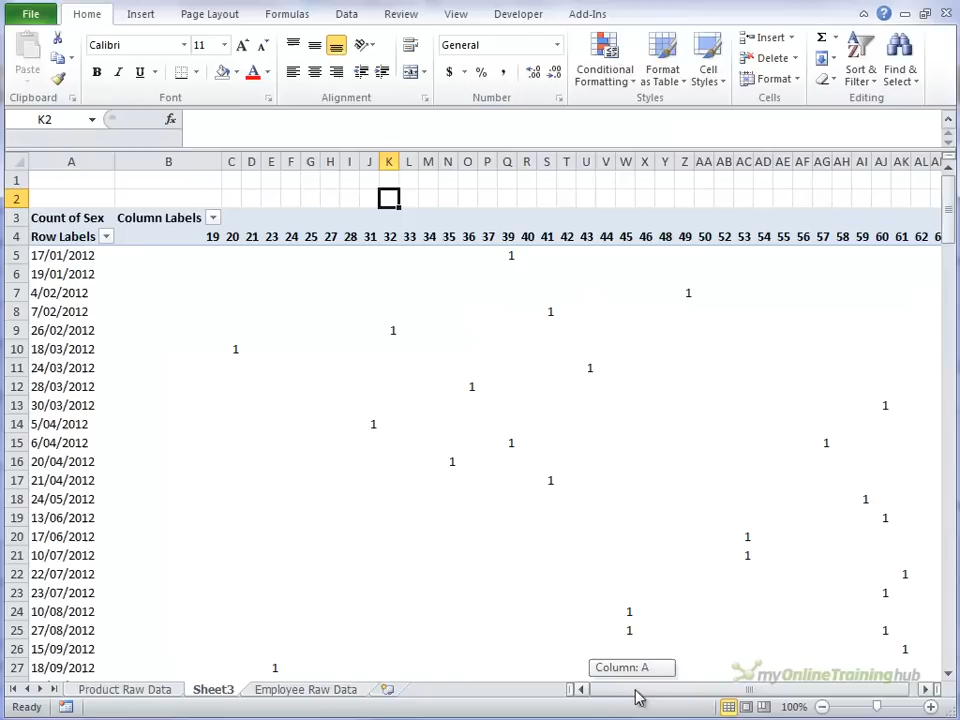 File Home Insert Page Layout Formulas Data Review View Developer Add-Ins
Paste Calibri 11 General Conditional Formatting Format as Table Cell Styles Insert Delete Format Sort & Filter Find & Select
Clipboard Font Alignment Number Styles Cells Editing
K2 fx
A B C D E F G H I J K L M N O P Q R S T U V W X Y Z AA AB AC AD AE AF AG AH AI AJ AK AL
1
2
3 Count of Sex Column Labels
4 Row Labels 19 20 21 23 24 25 27 28 31 32 33 34 35 36 37 39 40 41 42 43 44 45 46 47 48 49 50 52 53 54 55 56 57 58 59 60 61 62
5 17/01/2012 1
6 19/01/2012
7 4/02/2012 1
8 7/02/2012 1
9 26/02/2012 1
10 18/03/2012 1
11 24/03/2012 1
12 28/03/2012 1
13 30/03/2012 1
14 5/04/2012 1
15 6/04/2012 1 1
16 20/04/2012 1
17 21/04/2012 1
18 24/05/2012 1
19 13/06/2012 1
20 17/06/2012 1
21 10/07/2012 1
22 22/07/2012 1
23 23/07/2012 1
24 10/08/2012 1
25 27/08/2012 1 1
26 15/09/2012 1
27 18/09/2012 1
Column: A
myOnlineTraininghub
Product Raw Data Sheet3 Employee Raw Data
Ready 100%